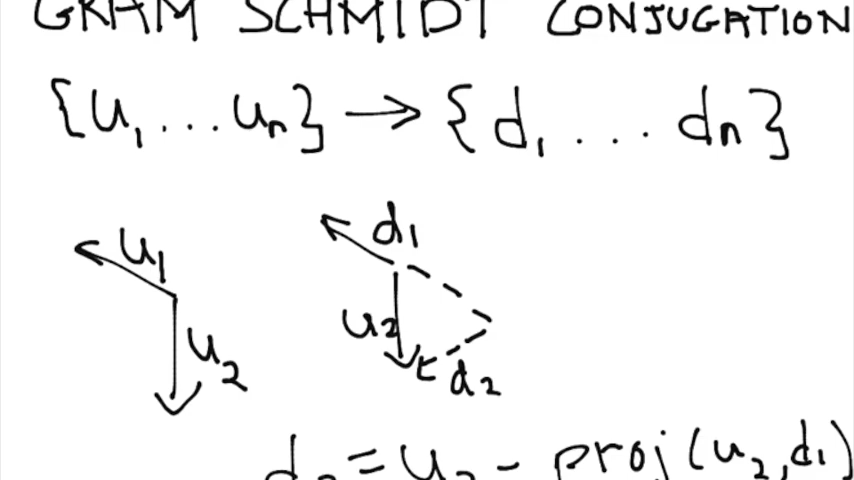 GRAM SCHMIDT CONJUGATION
{u₁ ... uₙ} → {d₁ ... dₙ}
u₁
u₂
d₁
u₂
d₂
d₂ = u₂ - proj(u₂,d₁)